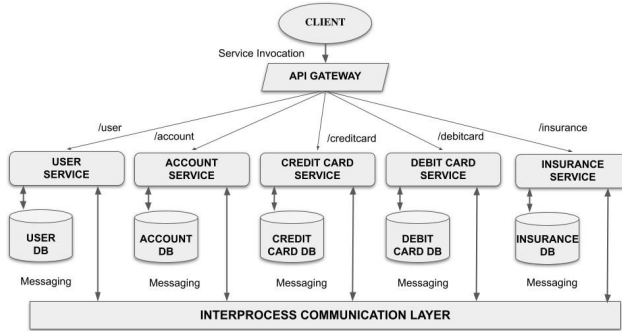 CLIENT
Service Invocation
API GATEWAY
/user
/account
/creditcard
/debitcard
/insurance
USER
SERVICE
ACCOUNT
SERVICE
CREDIT CARD
SERVICE
DEBIT CARD
SERVICE
INSURANCE
SERVICE
USER
DB
ACCOUNT
DB
CREDIT
CARD DB
DEBIT
CARD DB
INSURANCE
DB
Messaging
Messaging
Messaging
Messaging
Messaging
INTERPROCESS COMMUNICATION LAYER